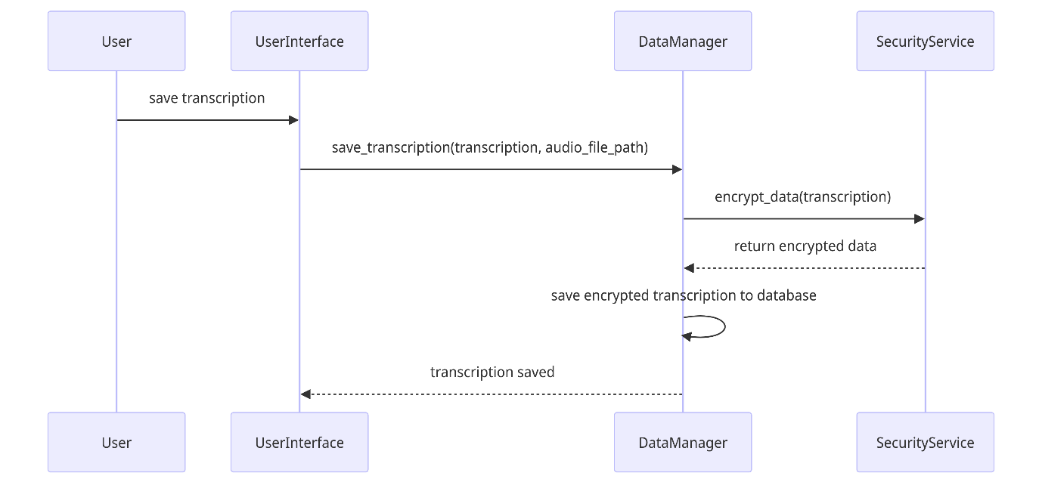 User
UserInterface
DataManager
SecurityService
save transcription
save_transcription(transcription, audio_file_path)
encrypt_data(transcription)
return encrypted data
save encrypted transcription to database
transcription saved
User
UserInterface
DataManager
SecurityService